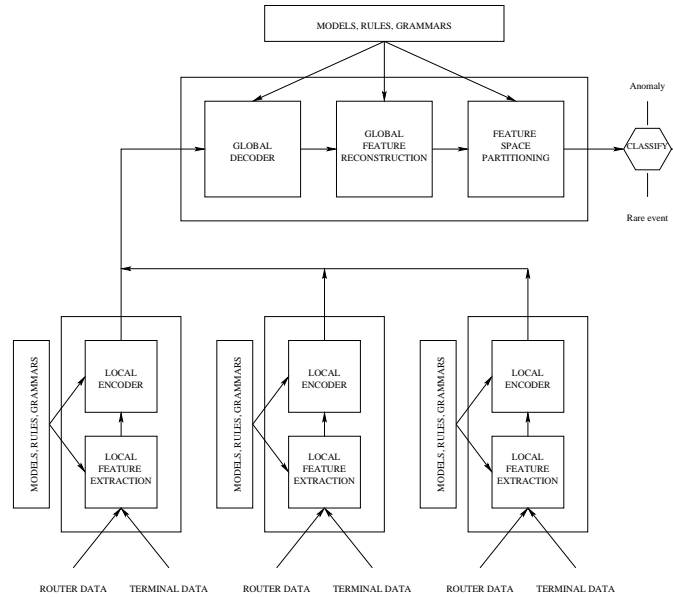 MODELS, RULES, GRAMMARS
Anomaly
GLOBAL
DECODER
GLOBAL
FEATURE
RECONSTRUCTION
FEATURE
SPACE
PARTITIONING
CLASSIFY
Rare event
MODELS, RULES, GRAMMARS
LOCAL
ENCODER
LOCAL
FEATURE
EXTRACTION
MODELS, RULES, GRAMMARS
LOCAL
ENCODER
LOCAL
FEATURE
EXTRACTION
MODELS, RULES, GRAMMARS
LOCAL
ENCODER
LOCAL
FEATURE
EXTRACTION
ROUTER DATA
TERMINAL DATA
ROUTER DATA
TERMINAL DATA
ROUTER DATA
TERMINAL DATA